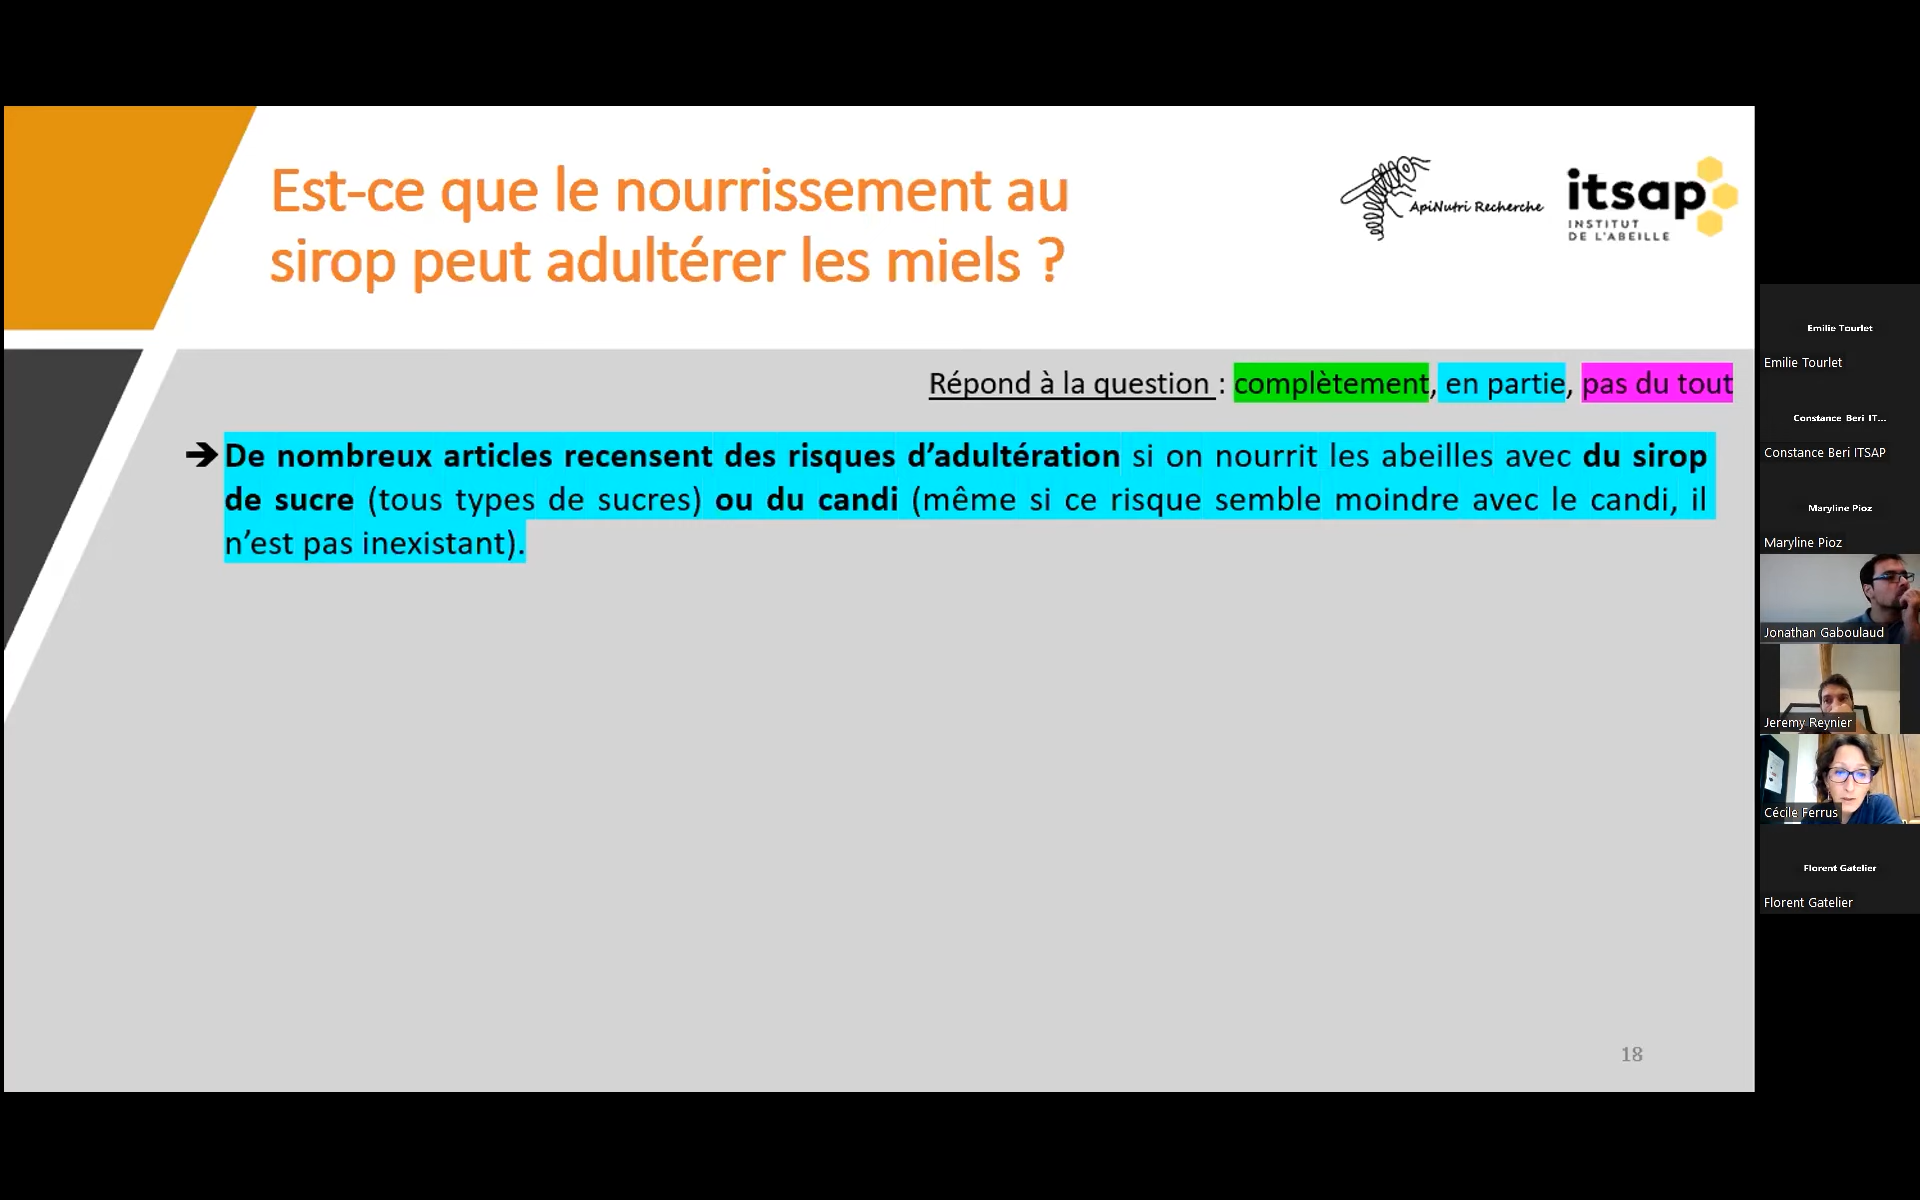 Est-ce que le nourrissement au
sirop peut adultérer les miels ?
ApiNutri Recherche
itsap
INSTITUT
DE L'ABEILLE
Répond à la question : complètement, en partie, pas du tout
➔ De nombreux articles recensent des risques d’adultération si on nourrit les abeilles avec du sirop
de sucre (tous types de sucres) ou du candi (même si ce risque semble moindre avec le candi, il
n’est pas inexistant).
18
Emilie Tourlet
Emilie Tourlet
Constance Beri IT...
Constance Beri ITSAP
Maryline Pioz
Maryline Pioz
Jonathan Gaboulaud
Jeremy Reynier
Cécile Ferrus
Florent Gatelier
Florent Gatelier